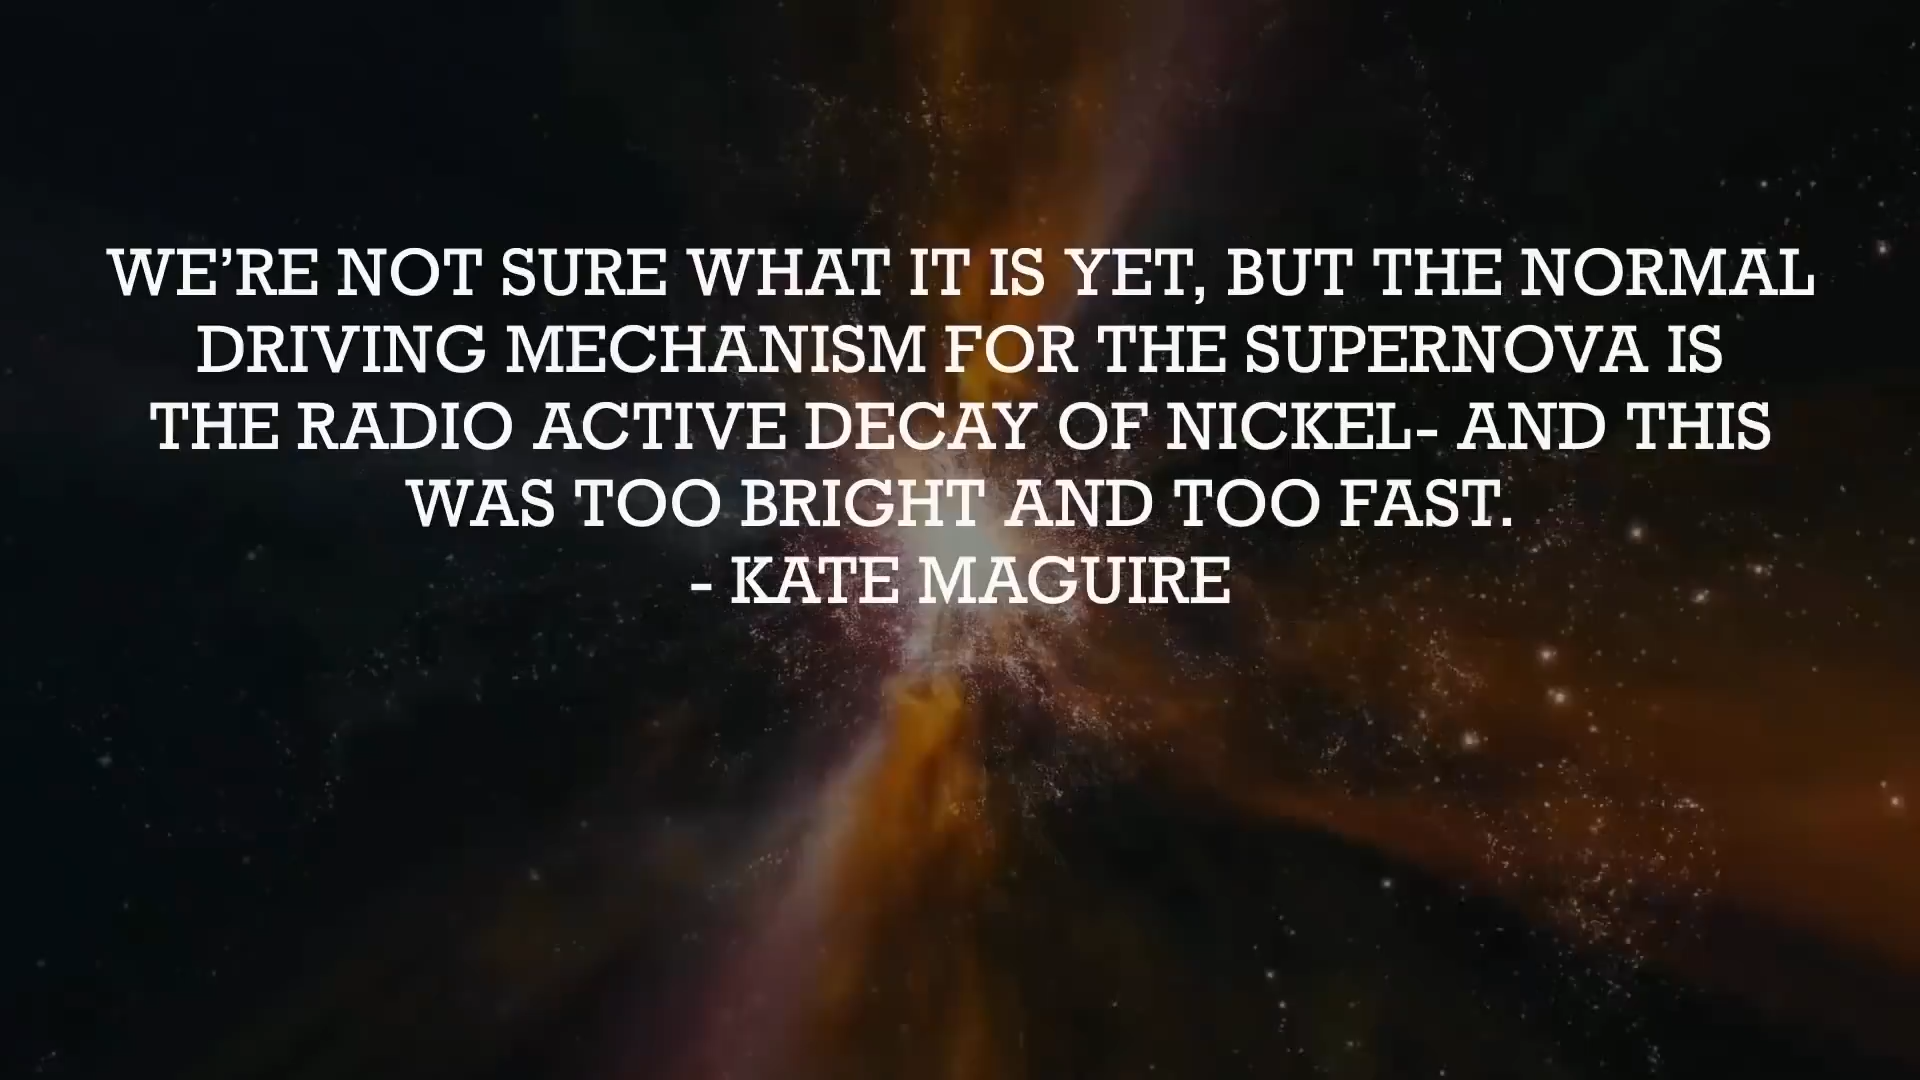 WE’RE NOT SURE WHAT IT IS YET, BUT THE NORMAL
DRIVING MECHANISM FOR THE SUPERNOVA IS
THE RADIO ACTIVE DECAY OF NICKEL- AND THIS
WAS TOO BRIGHT AND TOO FAST.
- KATE MAGUIRE